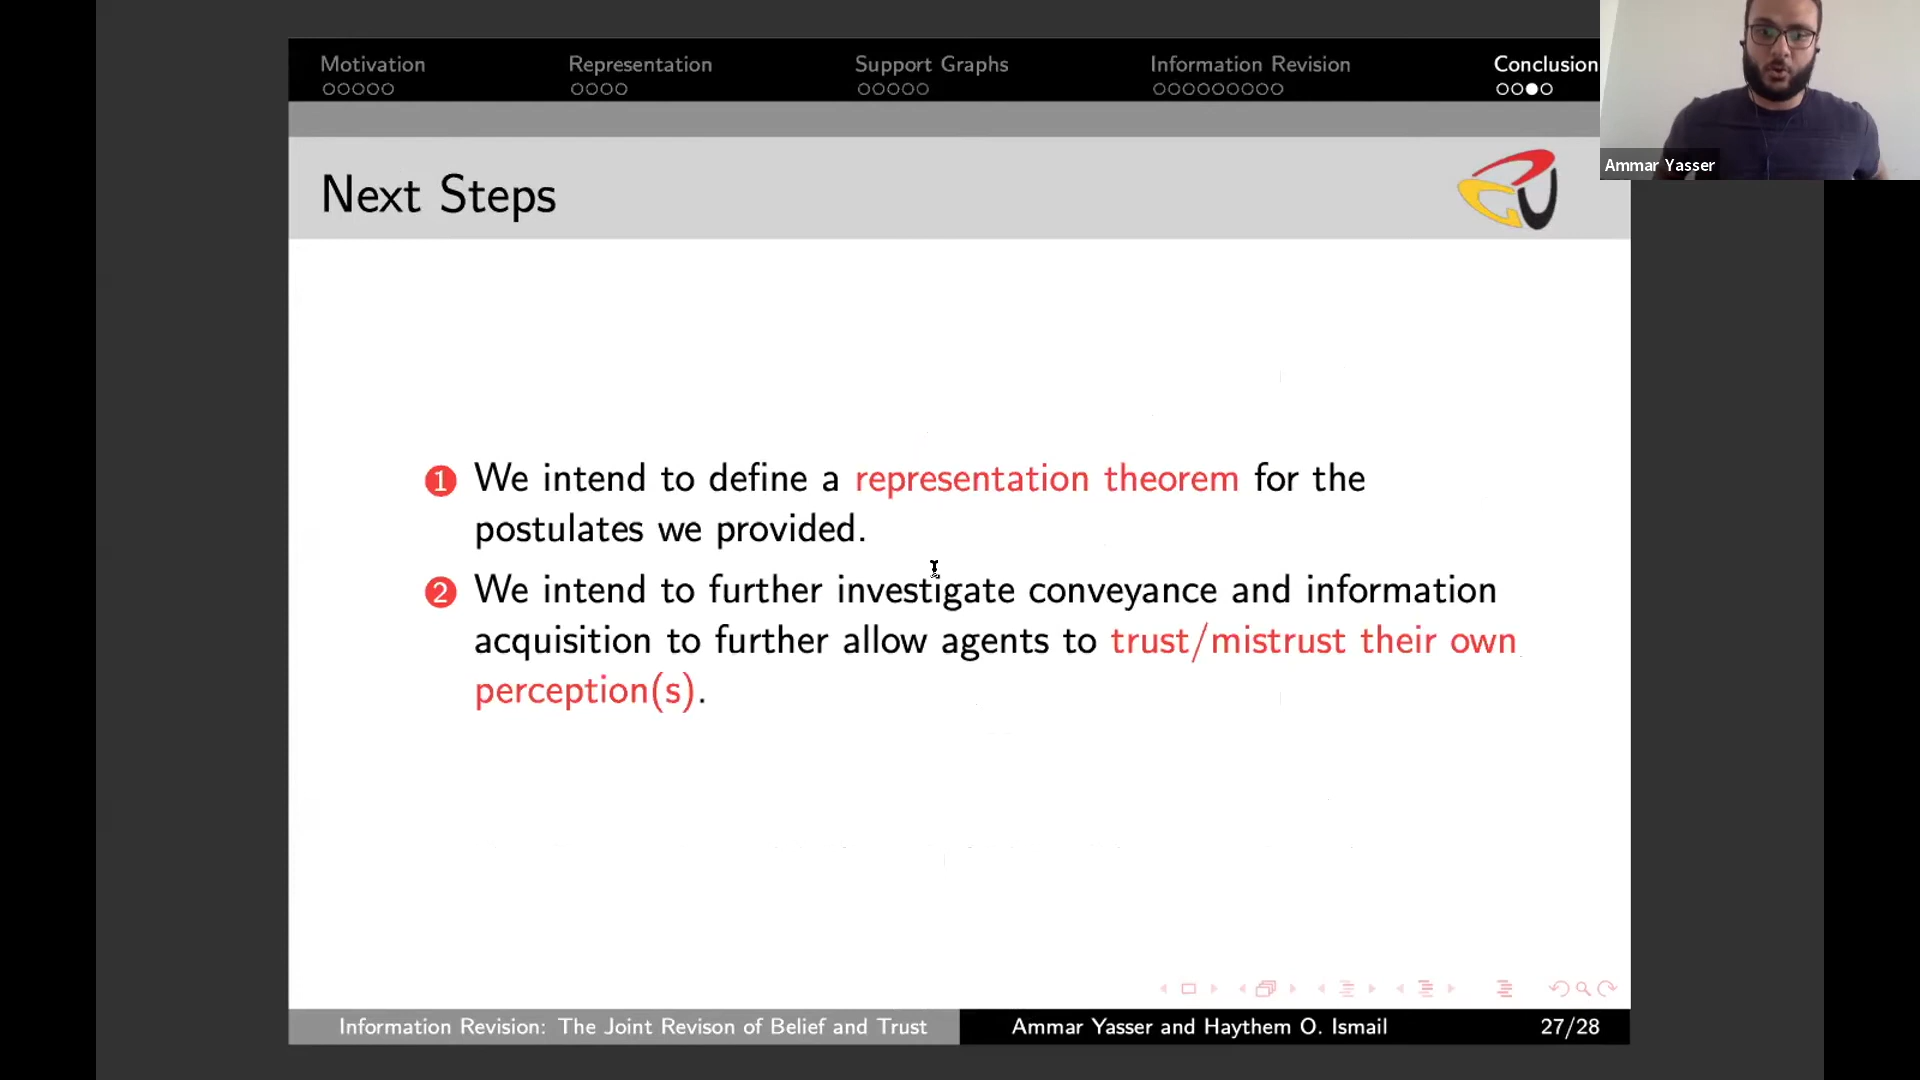 Motivation
Representation
Support Graphs
Information Revision
Conclusion
Ammar Yasser
Next Steps
1 We intend to define a representation theorem for the
postulates we provided.
2 We intend to further investigate conveyance and information
acquisition to further allow agents to trust/mistrust their own
perception(s).
Information Revision: The Joint Revison of Belief and Trust
Ammar Yasser and Haythem O. Ismail
27/28